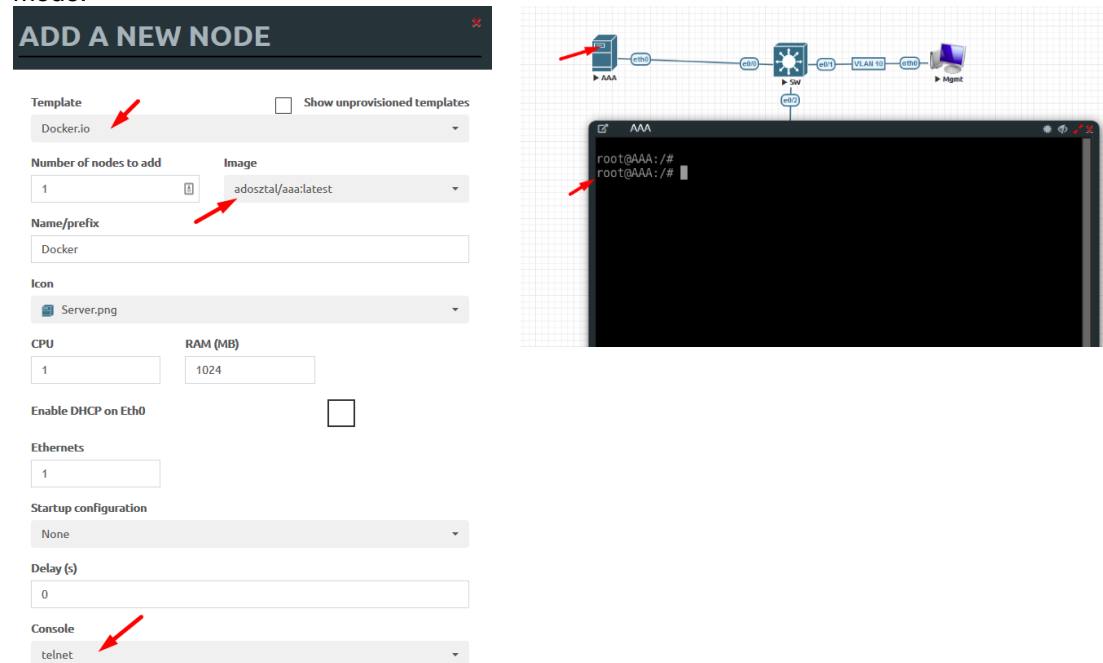 ADD A NEW NODE
Template
Show unprovisioned templates
Docker.io
Number of nodes to add
Image
1
adosztal/aaa:latest
Name/prefix
Docker
Icon
Server.png
CPU
RAM (MB)
1
1024
Enable DHCP on Eth0
Ethernets
1
Startup configuration
None
Delay (s)
0
Console
telnet
eth0
e0/0
e0/1
VLAN 10
eth0
AAA
SW
Mgmt
e0/2
AAA
root@AAA:/#
root@AAA:/#